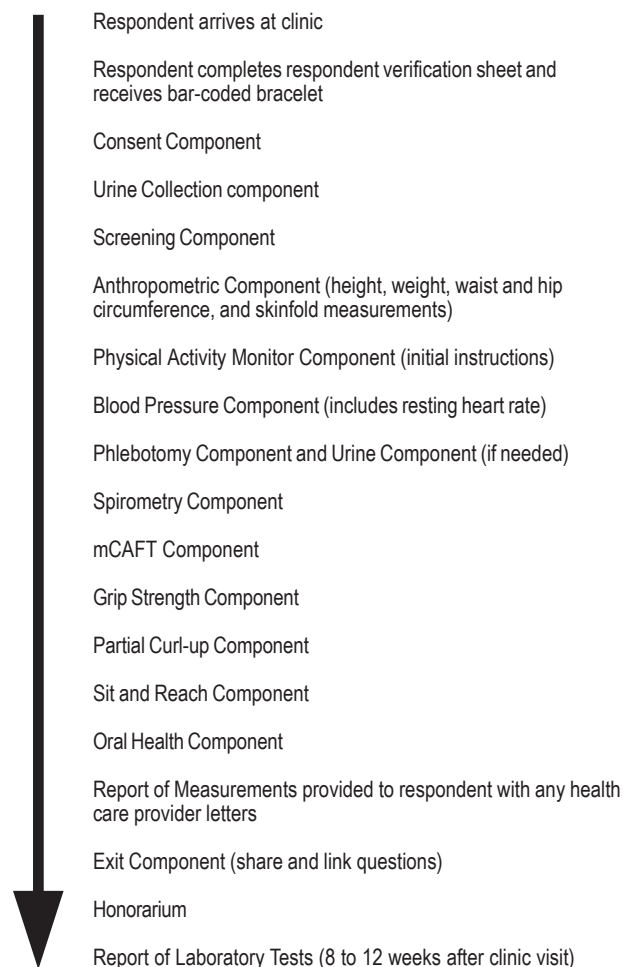 Respondent arrives at clinic
Respondent completes respondent verification sheet and
receives bar-coded bracelet
Consent Component
Urine Collection component
Screening Component
Anthropometric Component (height, weight, waist and hip
circumference, and skinfold measurements)
Physical Activity Monitor Component (initial instructions)
Blood Pressure Component (includes resting heart rate)
Phlebotomy Component and Urine Component (if needed)
Spirometry Component
mCAFT Component
Grip Strength Component
Partial Curl-up Component
Sit and Reach Component
Oral Health Component
Report of Measurements provided to respondent with any health
care provider letters
Exit Component (share and link questions)
Honorarium
Report of Laboratory Tests (8 to 12 weeks after clinic visit)